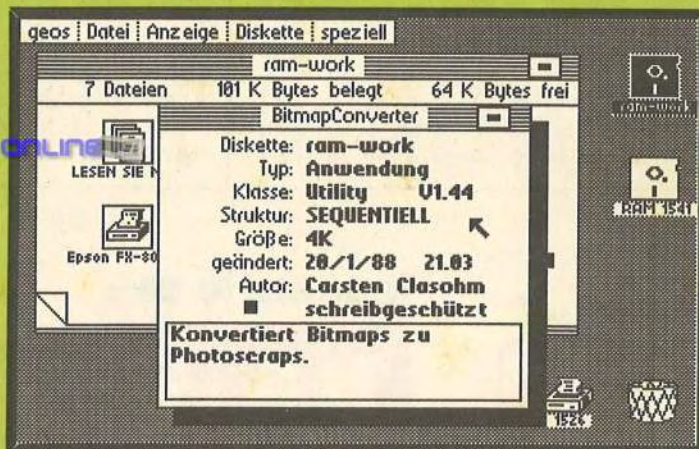 geos Datei Anzeige Diskette speziell
ram-work
7 Dateien 101 K Bytes belegt 64 K Bytes frei
BitmapConverter
Diskette: ram-work
Typ: Anwendung
Klasse: Utility V1.44
Struktur: SEQUENTIELL
Größe: 4K
geändert: 20/1/88 21.03
Autor: Carsten Clasohm
schreibgeschützt
Konvertiert Bitmaps zu
Photoscraps.
online
LESEN SIE
Epson FX-80
ram-work
RAM 1541
1526